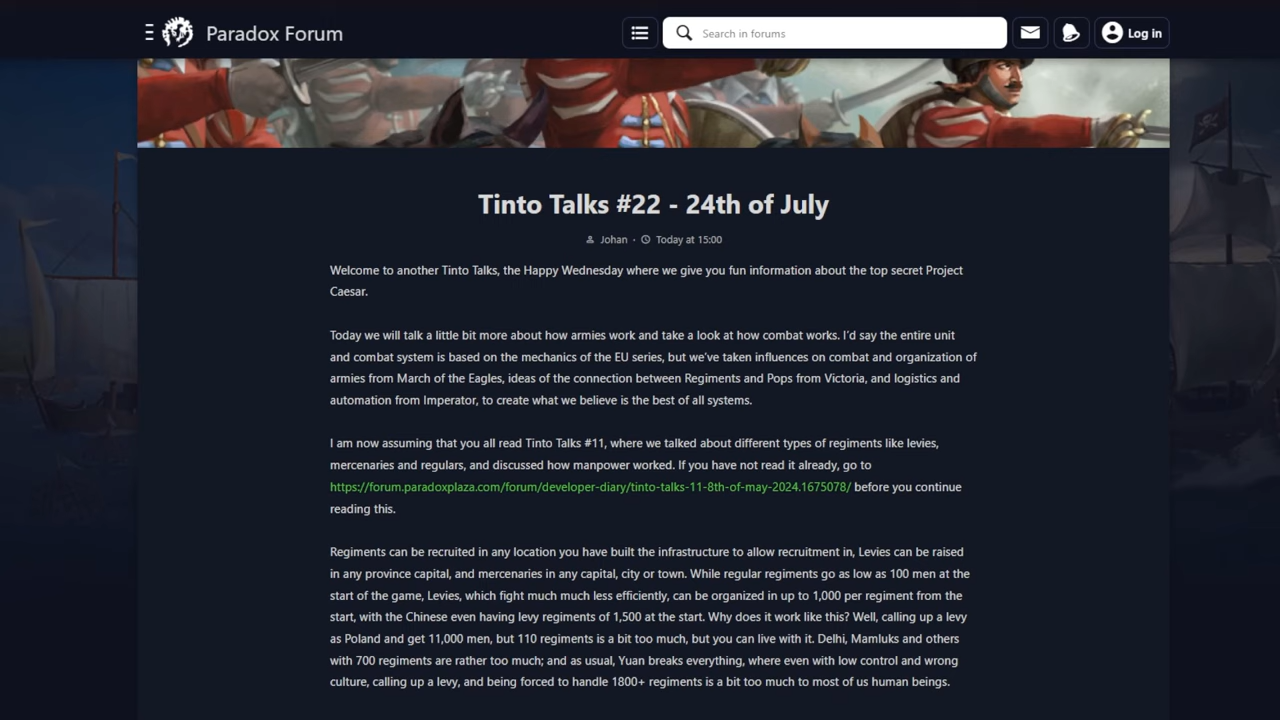 Paradox Forum
Search in forums
Log in
Tinto Talks #22 - 24th of July
Johan · Today at 15:00
Welcome to another Tinto Talks, the Happy Wednesday where we give you fun information about the top secret Project
Caesar.
Today we will talk a little bit more about how armies work and take a look at how combat works. I'd say the entire unit
and combat system is based on the mechanics of the EU series, but we've taken influences on combat and organization of
armies from March of the Eagles, ideas of the connection between Regiments and Pops from Victoria, and logistics and
automation from Imperator, to create what we believe is the best of all systems.
I am now assuming that you all read Tinto Talks #11, where we talked about different types of regiments like levies,
mercenaries and regulars, and discussed how manpower worked. If you have not read it already, go to
https://forum.paradoxplaza.com/forum/developer-diary/tinto-talks-11-8th-of-may-2024.1675078/ before you continue
reading this.
Regiments can be recruited in any location you have built the infrastructure to allow recruitment in, Levies can be raised
in any province capital, and mercenaries in any capital, city or town. While regular regiments go as low as 100 men at the
start of the game, Levies, which fight much much less efficiently, can be organized in up to 1,000 per regiment from the
start, with the Chinese even having levy regiments of 1,500 at the start. Why does it work like this? Well, calling up a levy
as Poland and get 11,000 men, but 110 regiments is a bit too much, but you can live with it. Delhi, Mamluks and others
with 700 regiments are rather too much; and as usual, Yuan breaks everything, where even with low control and wrong
culture, calling up a levy, and being forced to handle 1800+ regiments is a bit too much to most of us human beings.